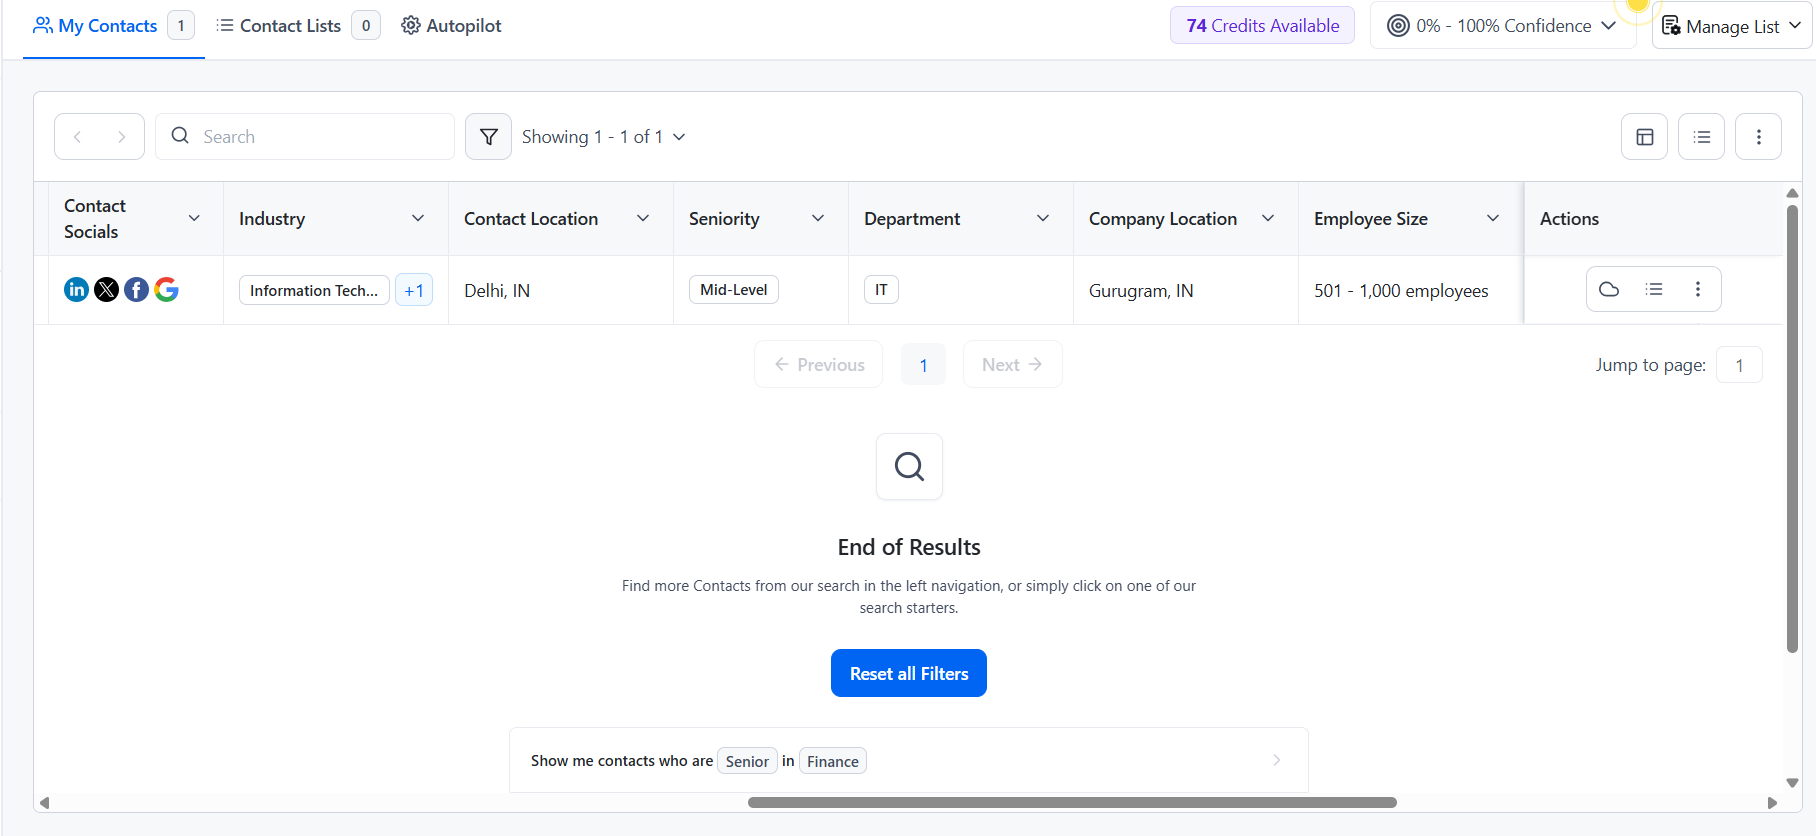 My Contacts 1 Contact Lists 0 Autopilot 74 Credits Available 0% - 100% Confidence Manage List
Search Showing 1 - 1 of 1
Contact Socials Industry Contact Location Seniority Department Company Location Employee Size Actions
Information Tech... +1 Delhi, IN Mid-Level IT Gurugram, IN 501 - 1,000 employees
Previous 1 Next Jump to page: 1
End of Results
Find more Contacts from our search in the left navigation, or simply click on one of our
search starters.
Reset all Filters
Show me contacts who are Senior in Finance